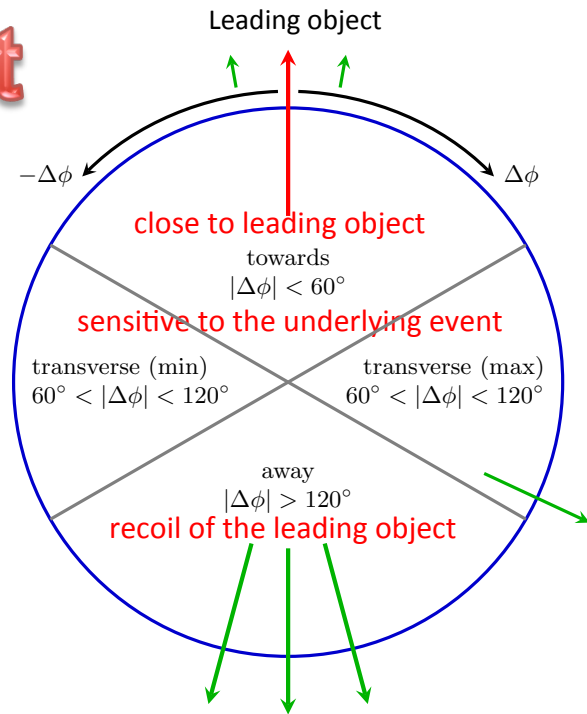 Leading object
t
−Δϕ
Δϕ
close to leading object
towards
|Δϕ| < 60°
sensitive to the underlying event
transverse (min)
60° < |Δϕ| < 120°
transverse (max)
60° < |Δϕ| < 120°
away
|Δϕ| > 120°
recoil of the leading object